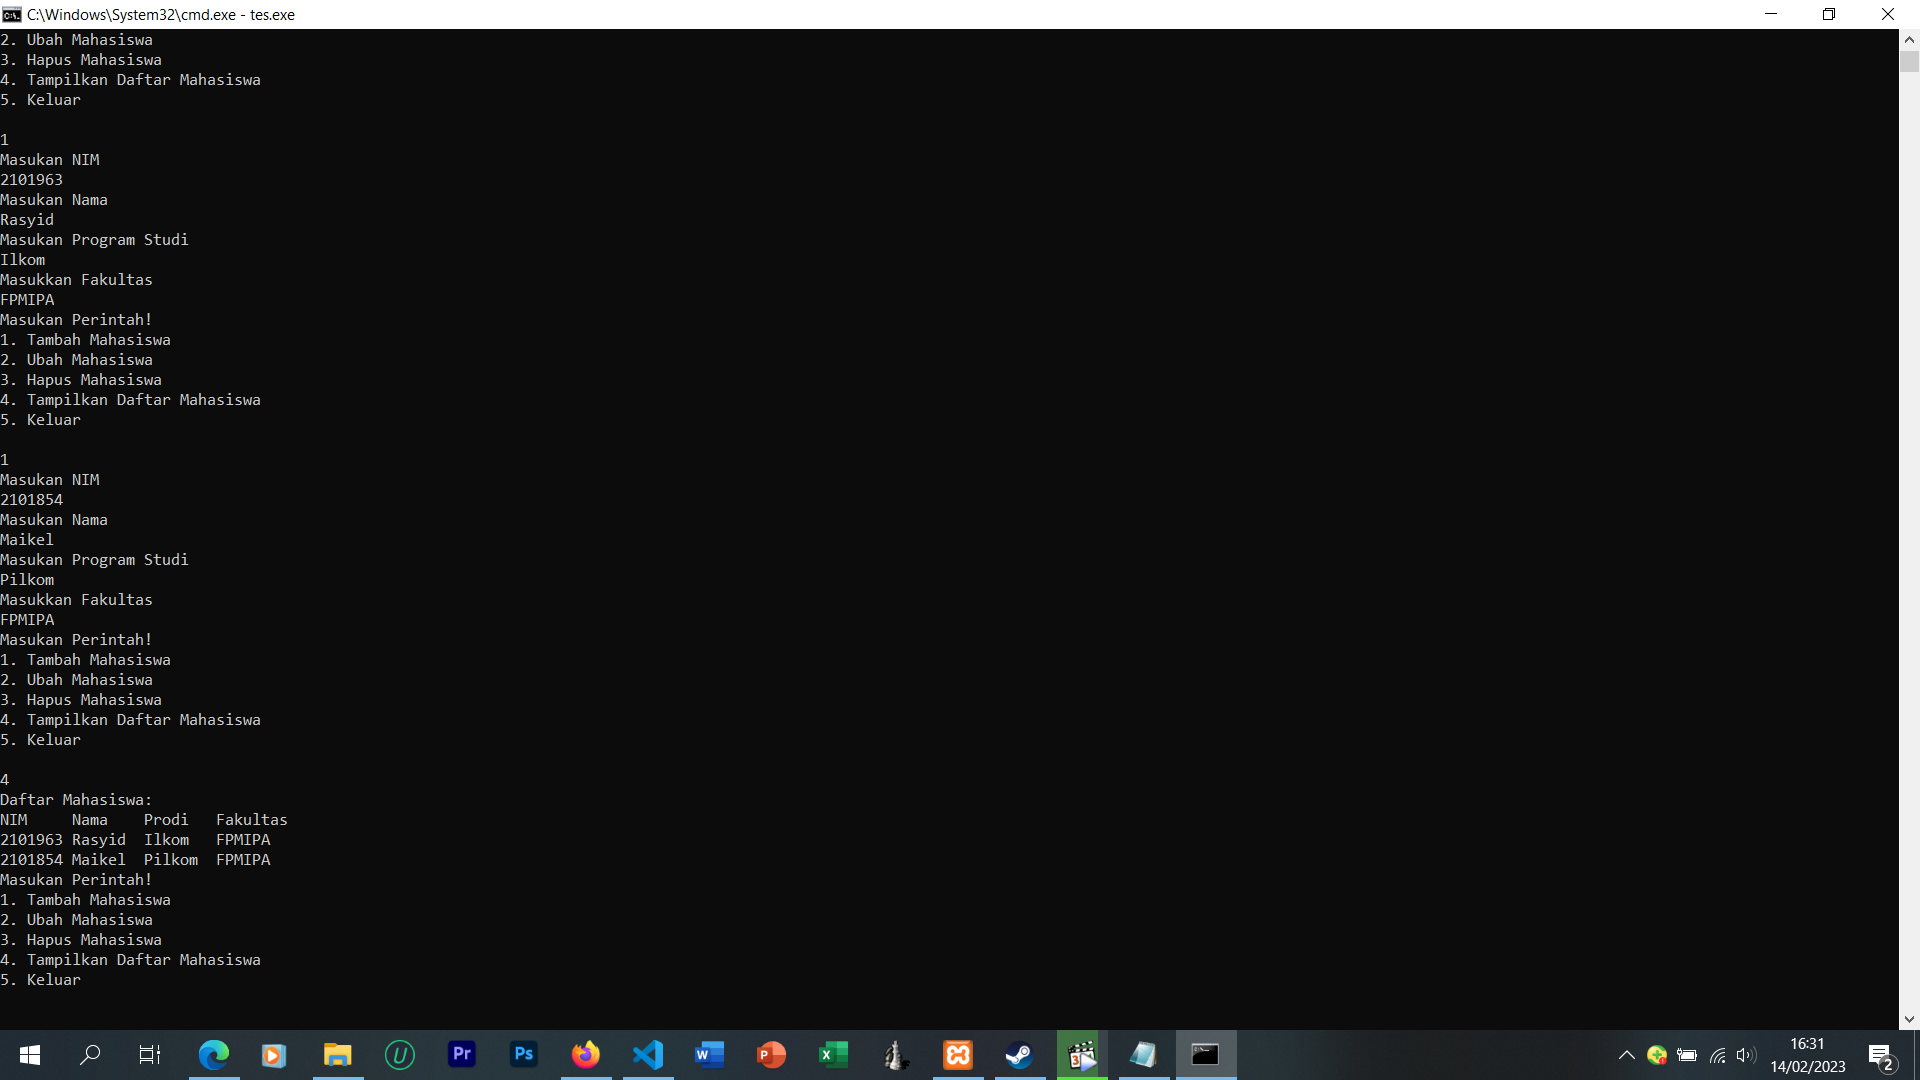 C:\Windows\System32\cmd.exe - tes.exe
2. Ubah Mahasiswa
3. Hapus Mahasiswa
4. Tampilkan Daftar Mahasiswa
5. Keluar
1
Masukan NIM
2101963
Masukan Nama
Rasyid
Masukan Program Studi
Ilkom
Masukkan Fakultas
FPMIPA
Masukan Perintah!
1. Tambah Mahasiswa
2. Ubah Mahasiswa
3. Hapus Mahasiswa
4. Tampilkan Daftar Mahasiswa
5. Keluar
1
Masukan NIM
2101854
Masukan Nama
Maikel
Masukan Program Studi
Pilkom
Masukkan Fakultas
FPMIPA
Masukan Perintah!
1. Tambah Mahasiswa
2. Ubah Mahasiswa
3. Hapus Mahasiswa
4. Tampilkan Daftar Mahasiswa
5. Keluar
4
Daftar Mahasiswa:
NIM Nama Prodi Fakultas
2101963 Rasyid Ilkom FPMIPA
2101854 Maikel Pilkom FPMIPA
Masukan Perintah!
1. Tambah Mahasiswa
2. Ubah Mahasiswa
3. Hapus Mahasiswa
4. Tampilkan Daftar Mahasiswa
5. Keluar
16:31
14/02/2023
2